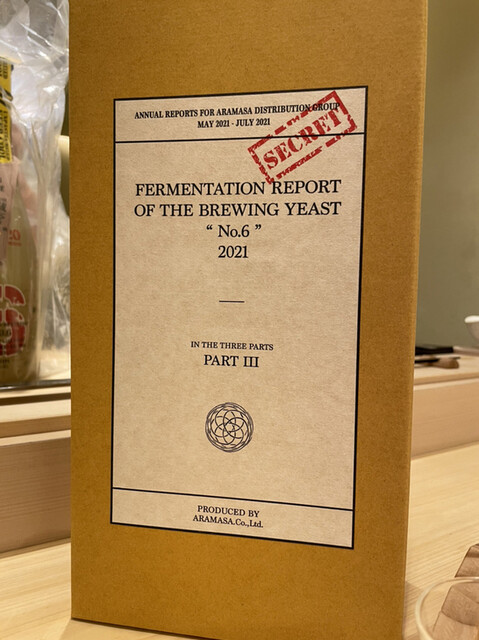 ANNUAL REPORTS FOR ARAMASA DISTRIBUTION GROUP
MAY 2021 - JULY 2021
SECRET
FERMENTATION REPORT
OF THE BREWING YEAST
“ No.6 ”
2021
IN THE THREE PARTS
PART III
PRODUCED BY
ARAMASA.Co.,Ltd.